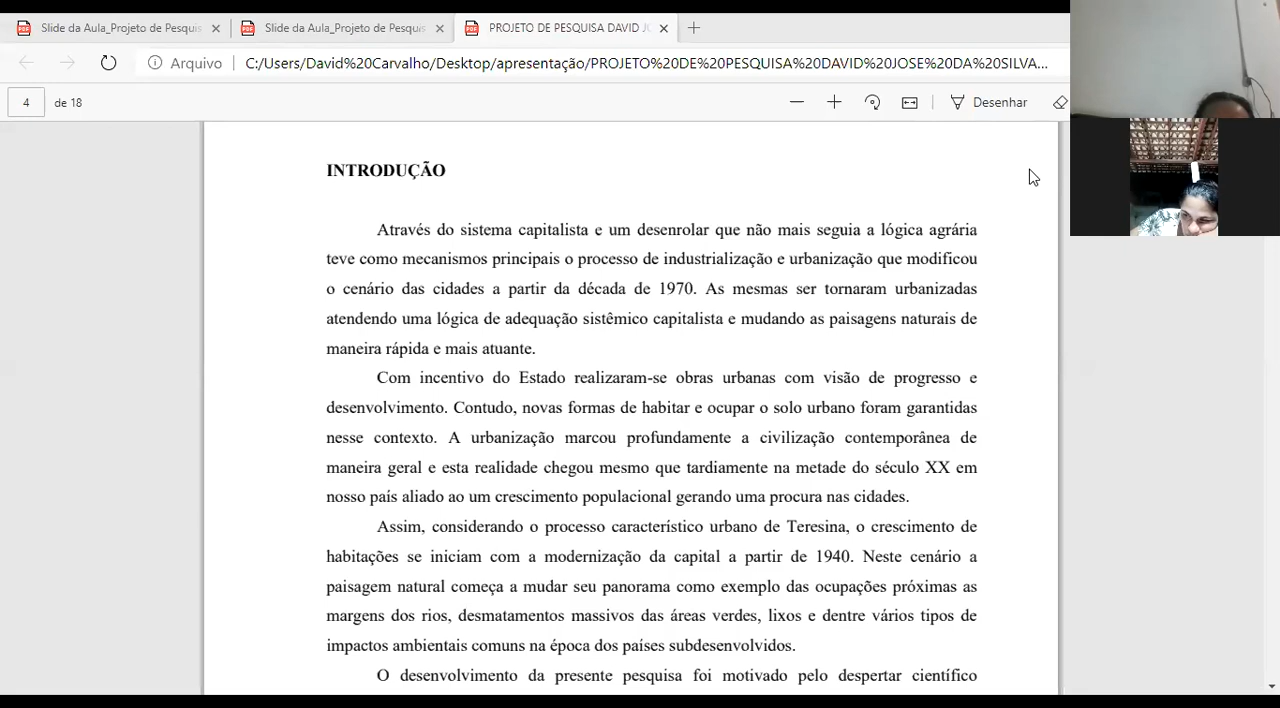 Slide da Aula_Projeto de Pesquis
Slide da Aula_Projeto de Pesquis
PROJETO DE PESQUISA DAVID JO
Arquivo
C:/Users/David%20Carvalho/Desktop/apresentação/PROJETO%20DE%20PESQUISA%20DAVID%20JOSE%20DA%20SILVA...
4 de 18
Desenhar
INTRODUÇÃO
Através do sistema capitalista e um desenrolar que não mais seguia a lógica agrária
teve como mecanismos principais o processo de industrialização e urbanização que modificou
o cenário das cidades a partir da década de 1970. As mesmas ser tornaram urbanizadas
atendendo uma lógica de adequação sistêmico capitalista e mudando as paisagens naturais de
maneira rápida e mais atuante.
Com incentivo do Estado realizaram-se obras urbanas com visão de progresso e
desenvolvimento. Contudo, novas formas de habitar e ocupar o solo urbano foram garantidas
nesse contexto. A urbanização marcou profundamente a civilização contemporânea de
maneira geral e esta realidade chegou mesmo que tardiamente na metade do século XX em
nosso país aliado ao um crescimento populacional gerando uma procura nas cidades.
Assim, considerando o processo característico urbano de Teresina, o crescimento de
habitações se iniciam com a modernização da capital a partir de 1940. Neste cenário a
paisagem natural começa a mudar seu panorama como exemplo das ocupações próximas as
margens dos rios, desmatamentos massivos das áreas verdes, lixos e dentre vários tipos de
impactos ambientais comuns na época dos países subdesenvolvidos.
O desenvolvimento da presente pesquisa foi motivado pelo despertar científico